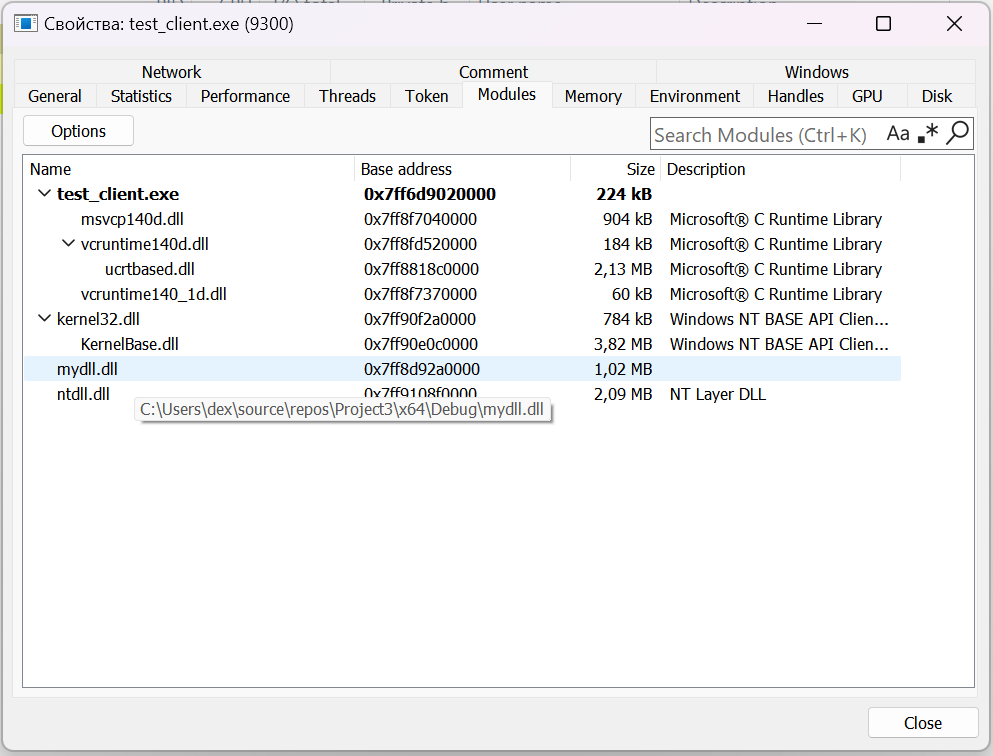 Свойства: test_client.exe (9300)
Network Comment Windows
General Statistics Performance Threads Token Modules Memory Environment Handles GPU Disk
Options
Search Modules (Ctrl+K) Aa .*
Name Base address Size Description
test_client.exe 0x7ff6d9020000 224 kB
msvcp140d.dll 0x7ff8f7040000 904 kB Microsoft® C Runtime Library
vcruntime140d.dll 0x7ff8fd520000 184 kB Microsoft® C Runtime Library
ucrtbased.dll 0x7ff8818c0000 2,13 MB Microsoft® C Runtime Library
vcruntime140_1d.dll 0x7ff8f7370000 60 kB Microsoft® C Runtime Library
kernel32.dll 0x7ff90f2a0000 784 kB Windows NT BASE API Clien...
KernelBase.dll 0x7ff90e0c0000 3,82 MB Windows NT BASE API Clien...
mydll.dll 0x7ff8d92a0000 1,02 MB
ntdll.dll 0x7ff9108f0000 2,09 MB NT Layer DLL
C:\Users\dex\source\repos\Project3\x64\Debug\mydll.dll
Close